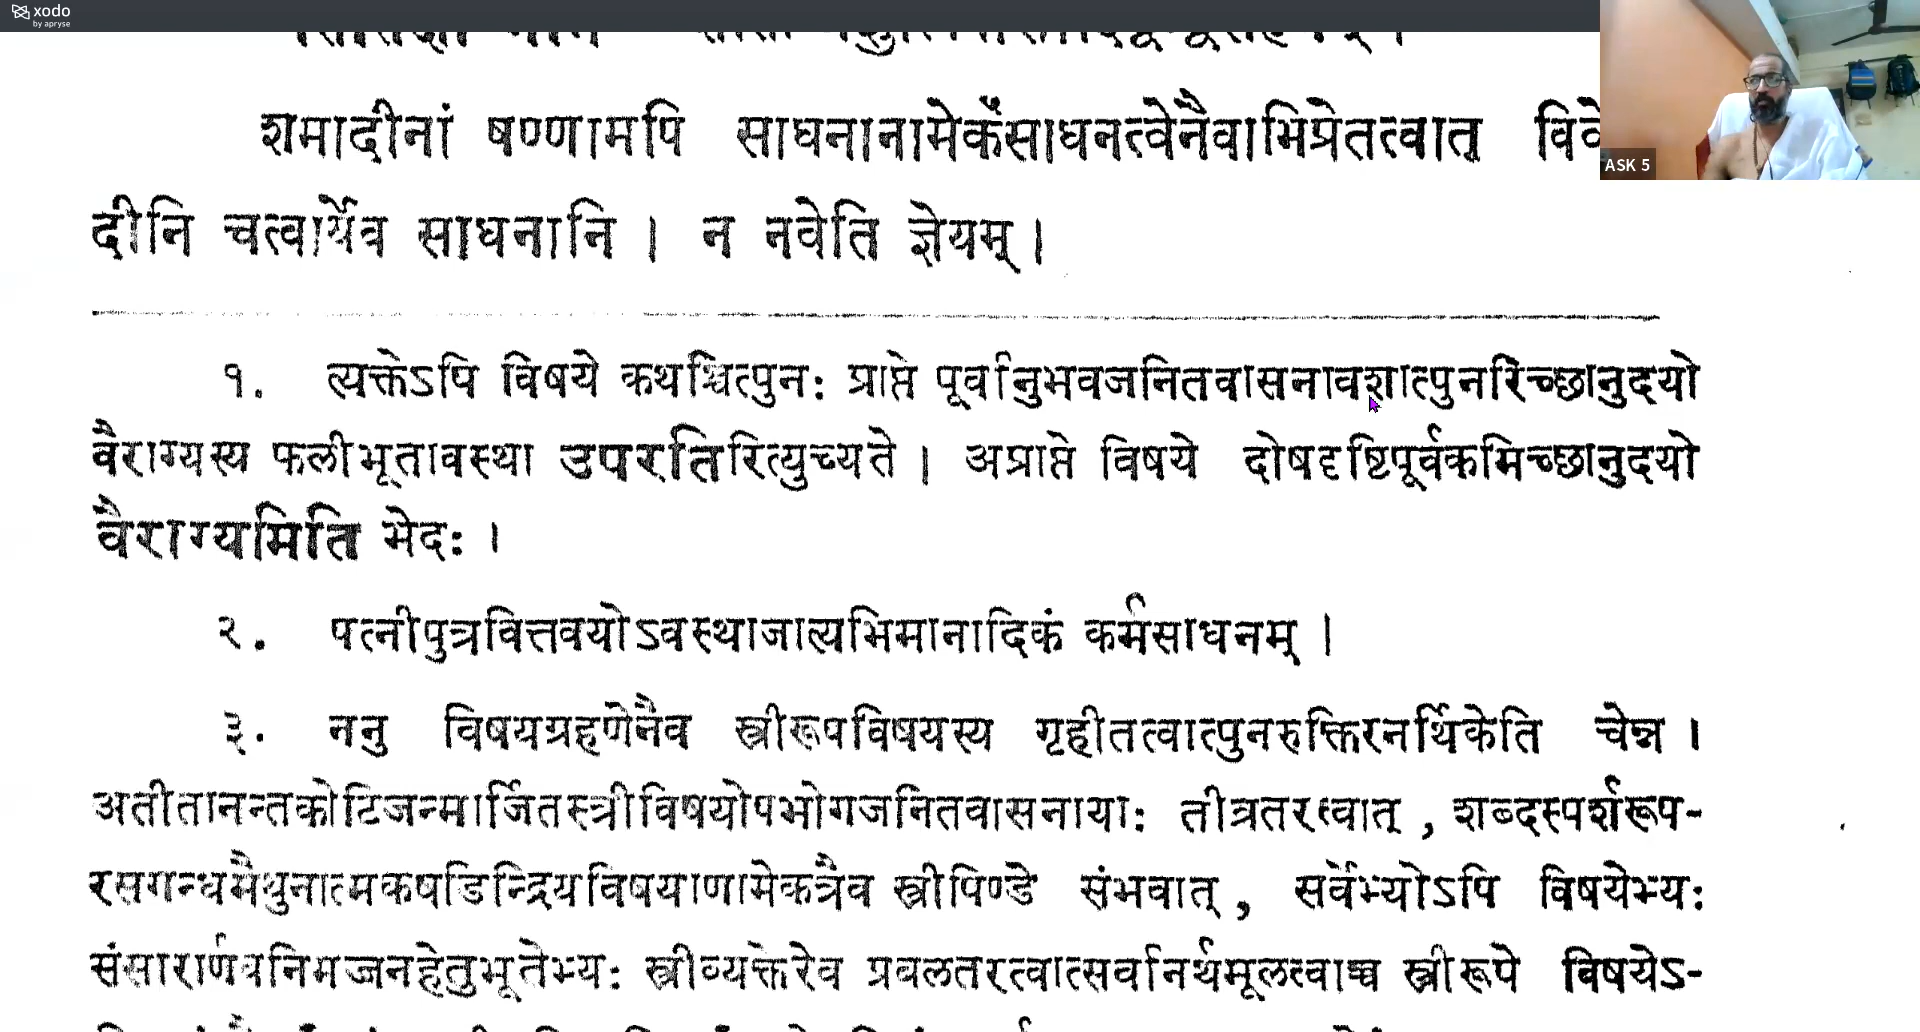 xodo
by apryse
ASK 5
शमादीनां षण्णामपि साधनानामेकंसाधनत्वेनैवाभिप्रेतत्वात् विवे
दीनि चत्वार्येव साधनानि । न नवेति ज्ञेयम् ।
१. त्यक्तेऽपि विषये कथञ्चित्पुनः प्राप्ते पूर्वानुभवजनितवासनावशात्पुनरिच्छानुदयो
वैराग्यस्य फलीभूतावस्था उपरतिरित्युच्यते । अप्राप्ते विषये दोषदृष्टिपूर्वकमिच्छानुदयो
वैराग्यमिति भेदः ।
२. पत्नीपुत्रवित्तवयोऽवस्थाजात्यभिमानादिकं कर्मसाधनम् ।
३. ननु विषयग्रहणेनैव स्त्रीरूपविषयस्य गृहीतत्वात्पुनरुक्तिरनर्थिकेति चेन्न ।
अतीतानन्तकोटिजन्मार्जितस्त्रीविषयोपभोगजनितवासनायाः तीव्रतरत्वात् , शब्दस्पर्शरूप-
रसगन्धमैथुनात्मकषडिन्द्रियविषयाणामेकत्रैव स्त्रीपिण्डे संभवात् , सर्वेभ्योऽपि विषयेभ्यः
संसारार्णवनिमज्जनहेतुभूतेभ्यः स्त्रीव्यक्तेरेव प्रबलतरत्वात्सर्वानर्थमूलत्वाच्च स्त्रीरूपे विषयेऽ-